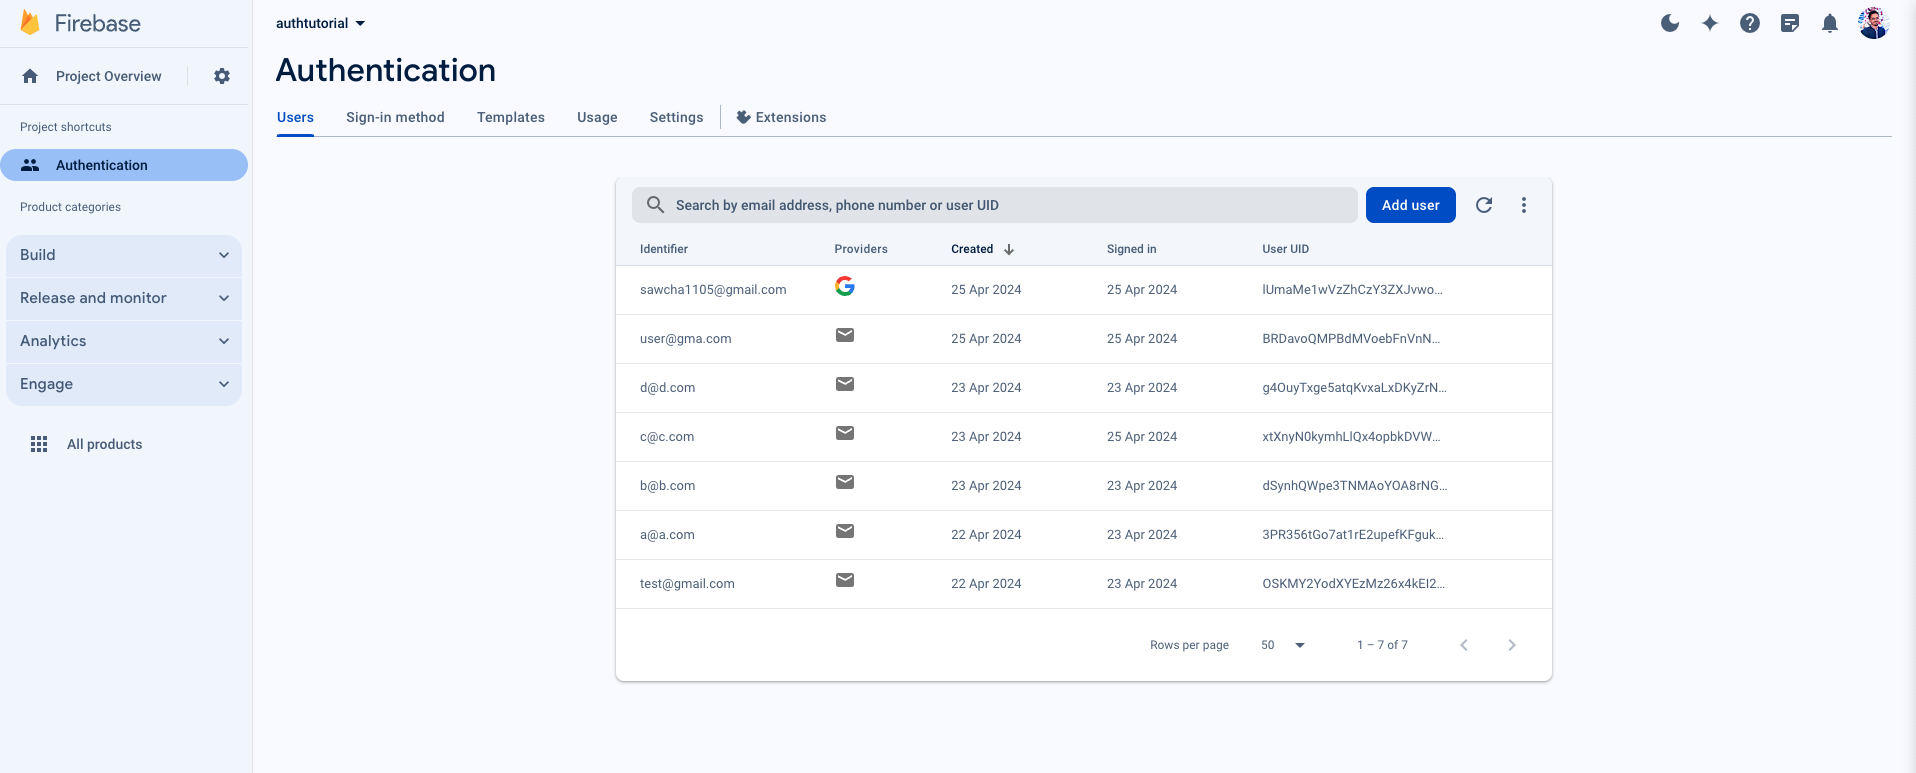 Firebase
authtutorial
Project Overview
Authentication
Users
Sign-in method
Templates
Usage
Settings
Extensions
Project shortcuts
Authentication
Product categories
Build
Release and monitor
Analytics
Engage
All products
Search by email address, phone number or user UID
Add user
Identifier Providers Created Signed in User UID
sawcha1105@gmail.com 25 Apr 2024 25 Apr 2024 lUmaMe1wVzZhCzY3ZXJvwo...
user@gma.com 25 Apr 2024 25 Apr 2024 BRDavoQMPBdMVoebFnVnN...
d@d.com 23 Apr 2024 23 Apr 2024 g4OuyTxge5atqKvxaLxDKyZrN...
c@c.com 23 Apr 2024 25 Apr 2024 xtXnyN0kymhLlQx4opbkDVW...
b@b.com 23 Apr 2024 23 Apr 2024 dSynhQWpe3TNMAoYOA8rNG...
a@a.com 22 Apr 2024 23 Apr 2024 3PR356tGo7at1rE2upefKFguk...
test@gmail.com 22 Apr 2024 23 Apr 2024 OSKMY2YodXYEzMz26x4kEI2...
Rows per page 50 1 – 7 of 7